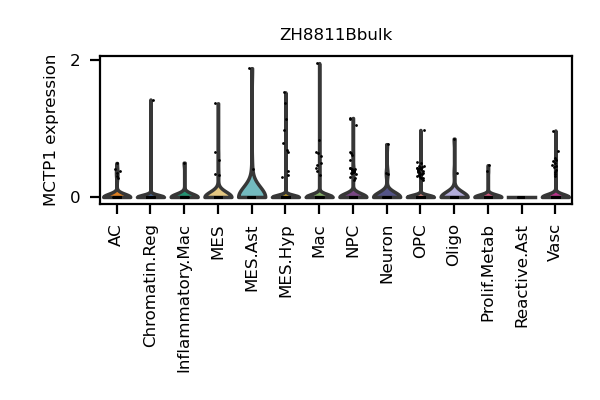 ZH8811Bbulk
MCTP1 expression
2
0
AC
Chromatin.Reg
Inflammatory.Mac
MES
MES.Ast
MES.Hyp
Mac
NPC
Neuron
OPC
Oligo
Prolif.Metab
Reactive.Ast
Vasc